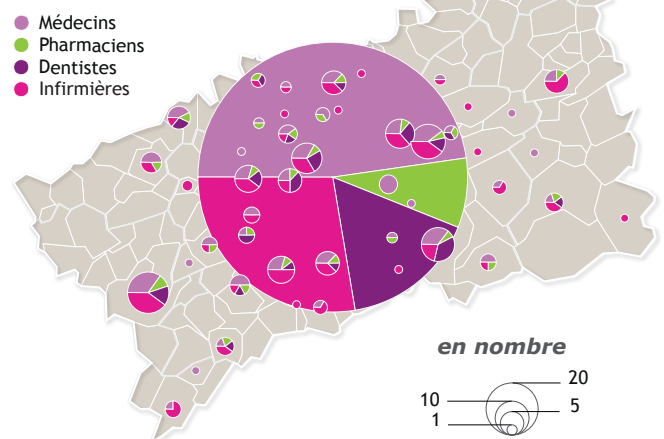 Médecins
Pharmaciens
Dentistes
Infirmières
en nombre
20
10
5
1